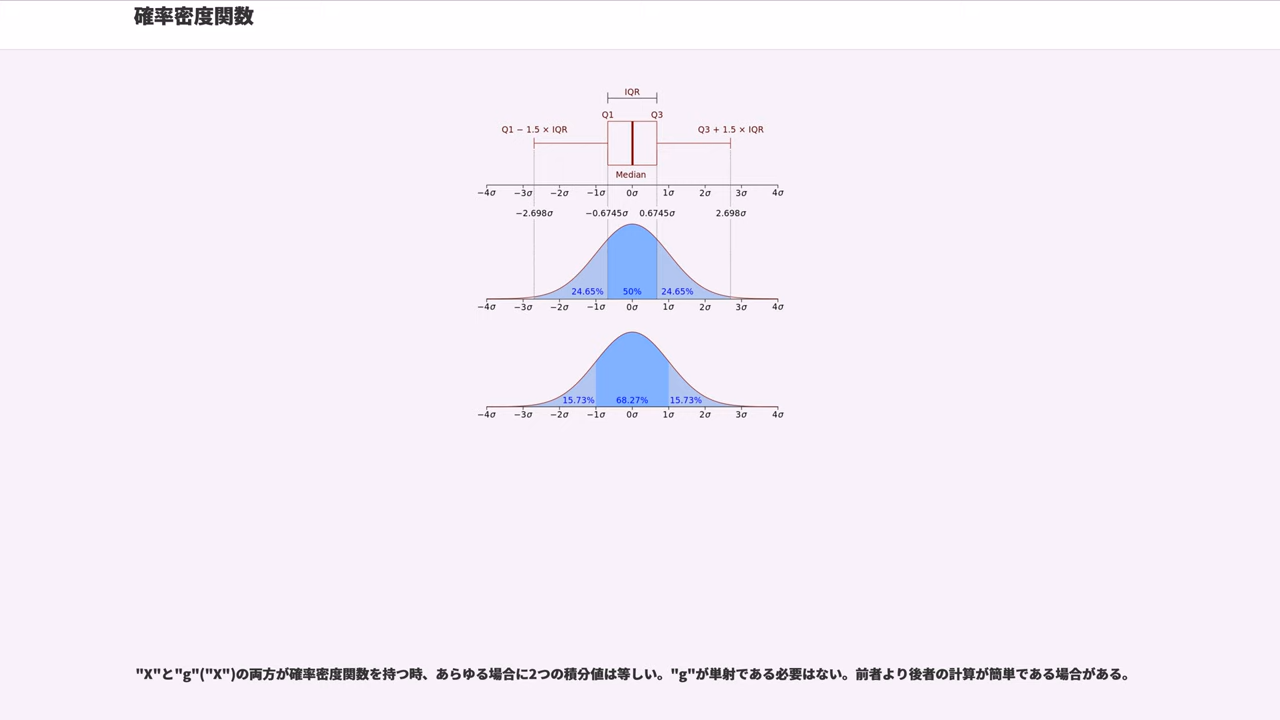 確率密度関数
IQR
Q1 Q3
Q1 − 1.5 × IQR Q3 + 1.5 × IQR
Median
−4σ −3σ −2σ −1σ 0σ 1σ 2σ 3σ 4σ
−2.698σ −0.6745σ 0.6745σ 2.698σ
24.65% 50% 24.65%
−4σ −3σ −2σ −1σ 0σ 1σ 2σ 3σ 4σ
15.73% 68.27% 15.73%
−4σ −3σ −2σ −1σ 0σ 1σ 2σ 3σ 4σ
"X"と"g"("X")の両方が確率密度関数を持つ時、あらゆる場合に2つの積分値は等しい。"g"が単射である必要はない。前者より後者の計算が簡単である場合がある。